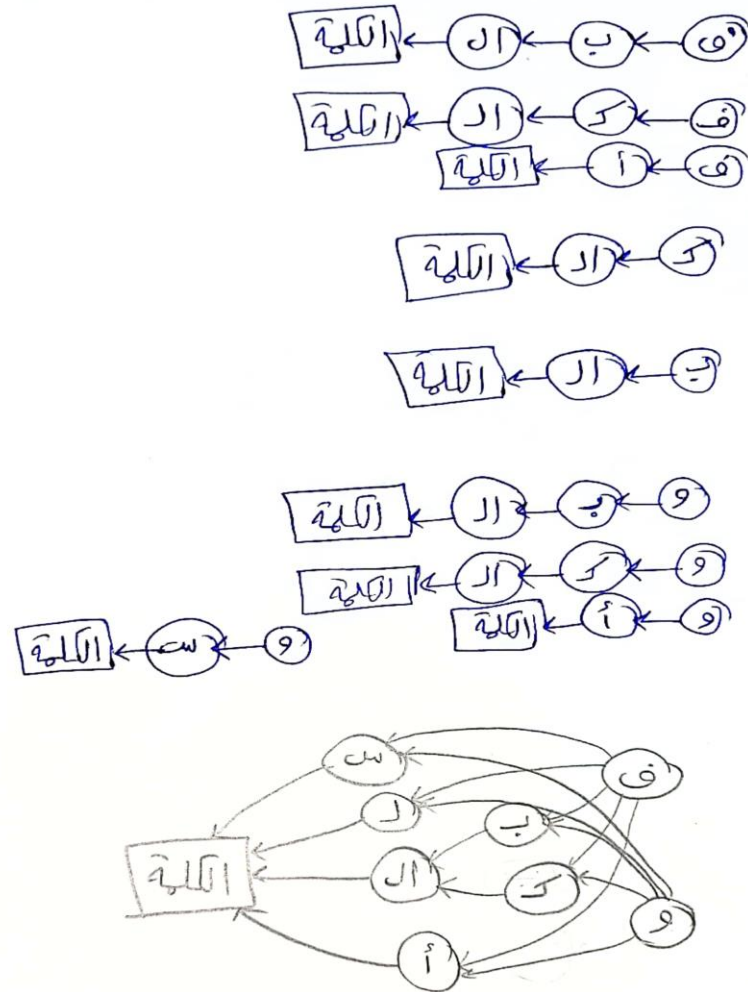 ف ب ال الكلمة
ف ك ال الكلمة
ف أ الكلمة
ك ال الكلمة
ب ال الكلمة
و ب ال الكلمة
و ك ال الكلمة
و أ الكلمة
و س الكلمة
س
ف
ل
ب
ال
ك
الكلمة
و
أ